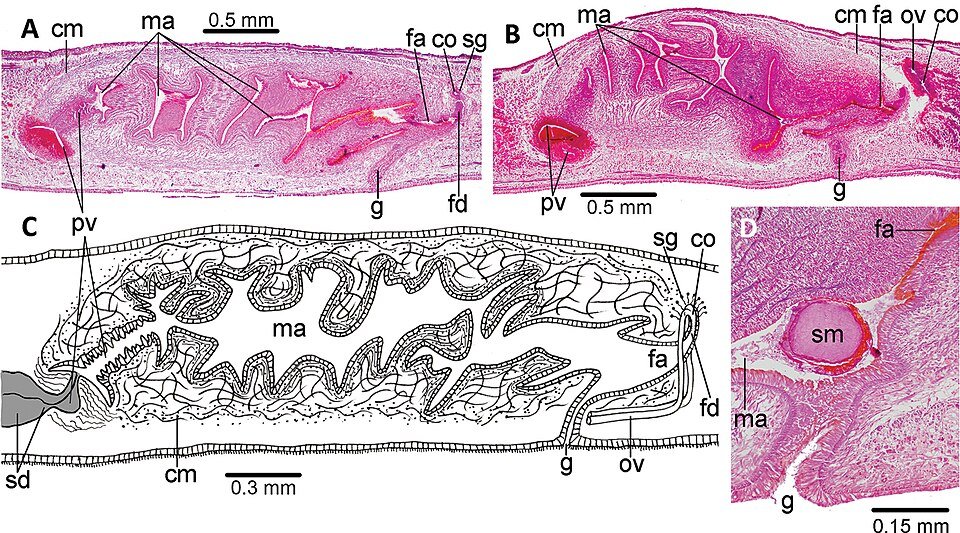 A
cm
ma
0.5 mm
fa co sg
pv
g
fd
B
cm
ma
cm fa ov co
pv
0.5 mm
g
C
sg co
ma
fa
fd
sd
cm
0.3 mm
g
ov
D
fa
sm
ma
g
0.15 mm